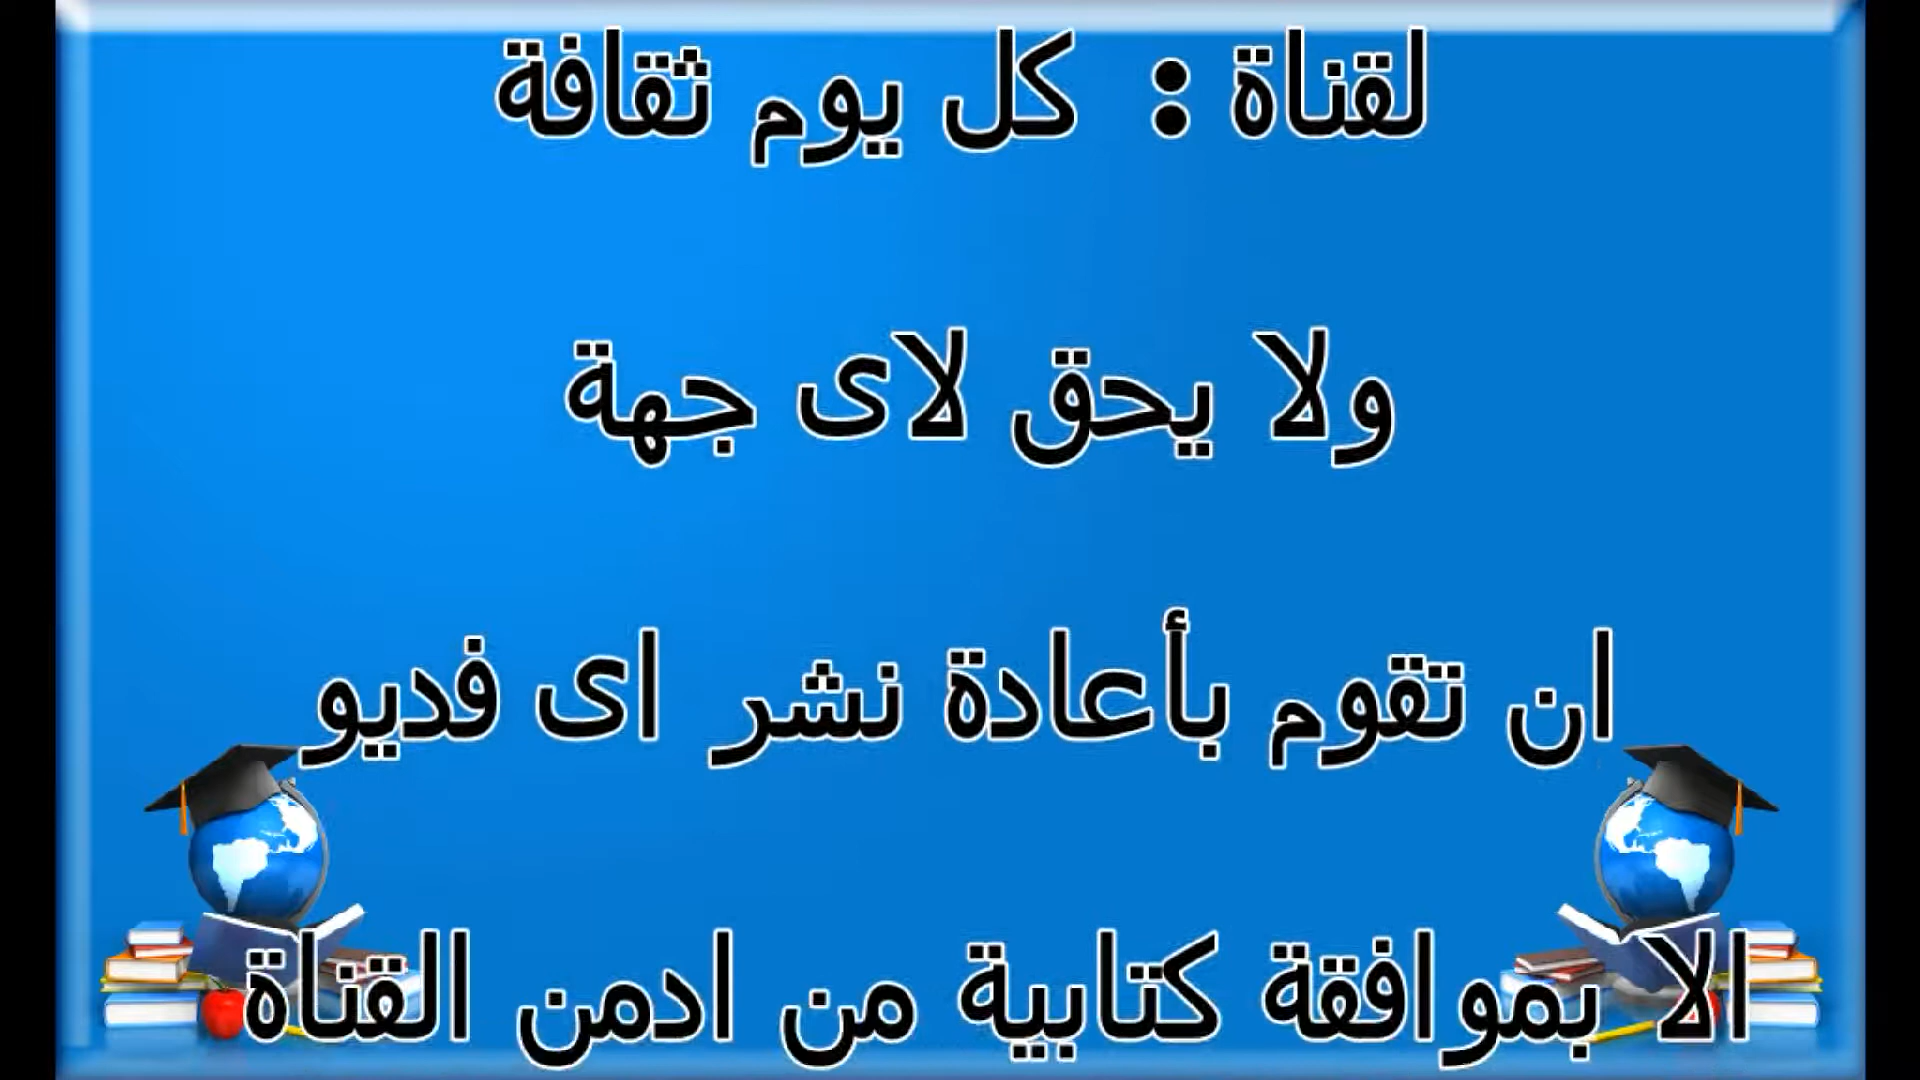 لقناة : كل يوم ثقافة
ولا يحق لاى جهة
ان تقوم بأعادة نشر اى فديو
الا بموافقة كتابية من ادمن القناة